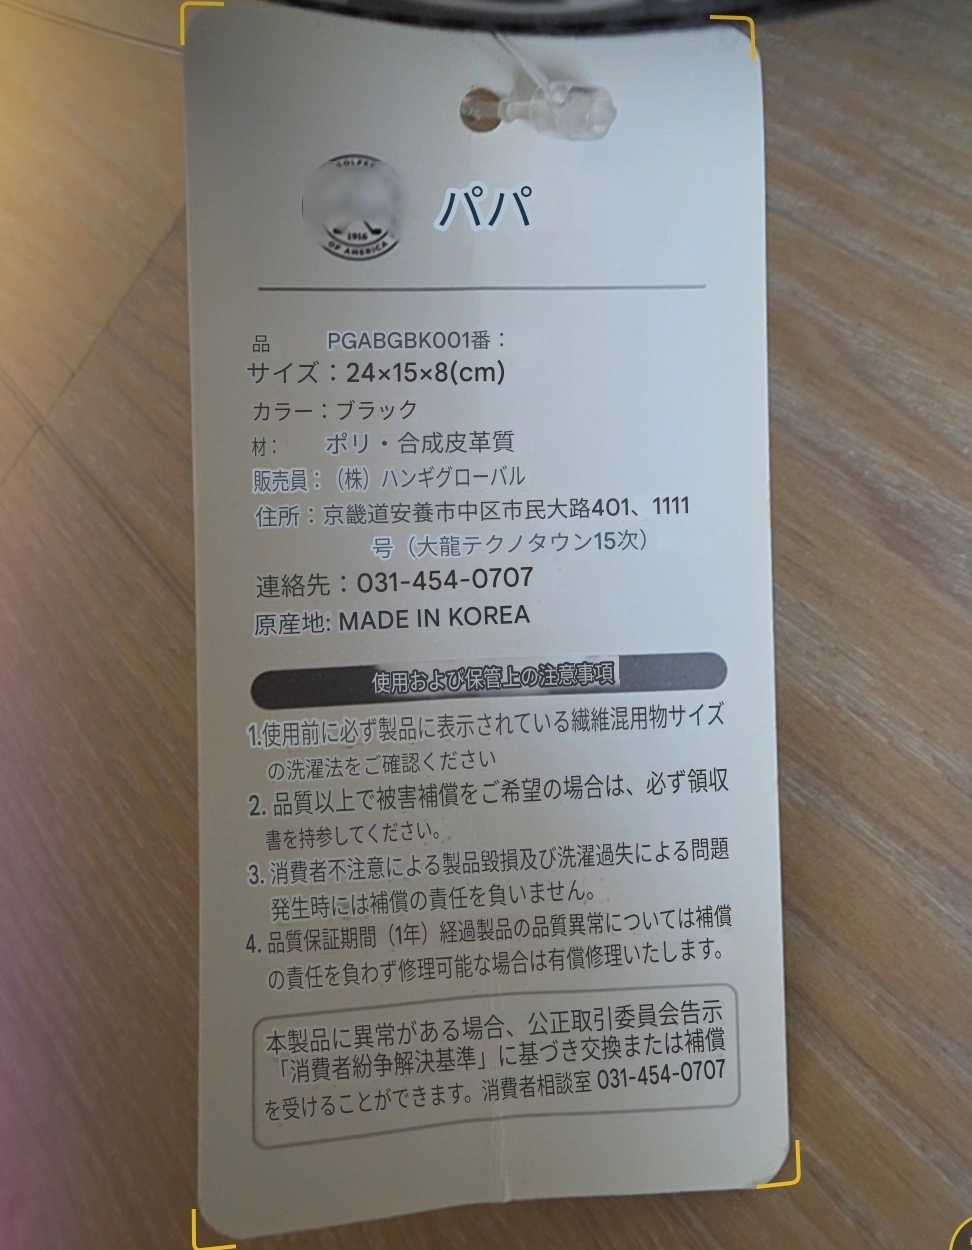 GOLFER
1916
OF AMERICA
パパ
品 PGABGBK001番：
サイズ：24×15×8(cm)
カラー：ブラック
材： ポリ・合成皮革質
販売員：（株）ハンギグローバル
住所：京畿道安養市中区市民大路401、1111
号（大龍テクノタウン15次）
連絡先：031-454-0707
原産地: MADE IN KOREA
使用および保管上の注意事項
1.使用前に必ず製品に表示されている繊維混用物サイズ
の洗濯法をご確認ください
2. 品質以上で被害補償をご希望の場合は、必ず領収
書を持参してください。
3. 消費者不注意による製品毀損及び洗濯過失による問題
発生時には補償の責任を負いません。
4. 品質保証期間（1年）経過製品の品質異常については補償
の責任を負わず修理可能な場合は有償修理いたします。
本製品に異常がある場合、公正取引委員会告示
「消費者紛争解決基準」に基づき交換または補償
を受けることができます。消費者相談室 031-454-0707